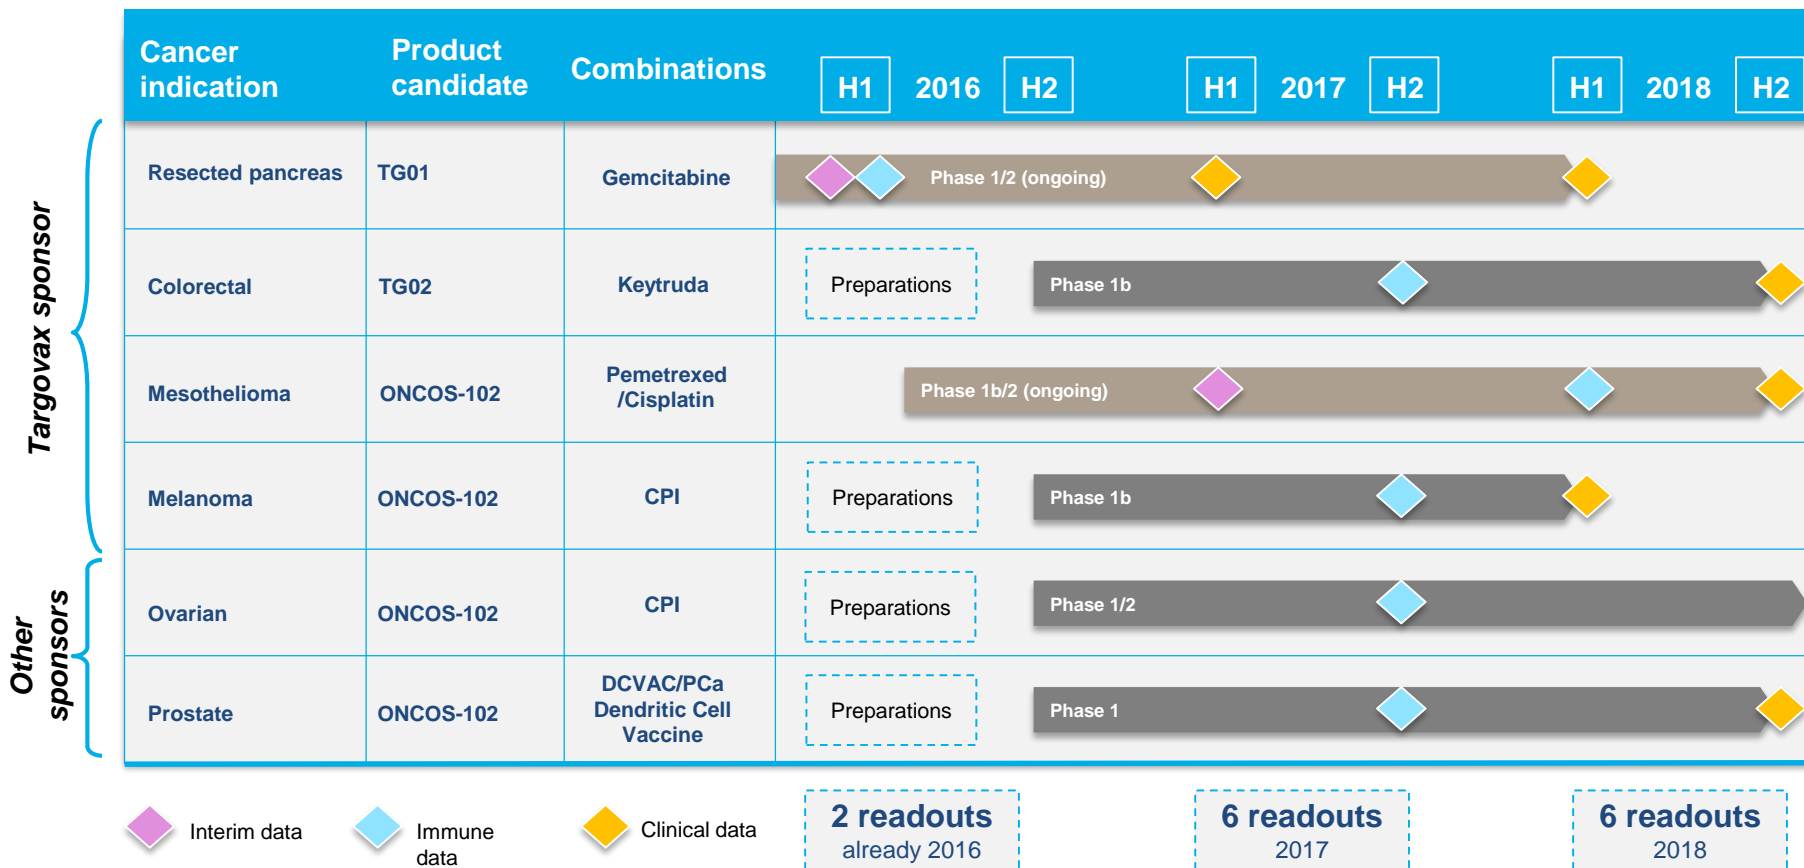 Cancer
indication
Product
candidate
Combinations
H1 2016 H2 H1 2017 H2 H1 2018 H2
Targovax sponsor
Resected pancreas TG01 Gemcitabine Phase 1/2 (ongoing)
Colorectal TG02 Keytruda Preparations Phase 1b
Mesothelioma ONCOS-102 Pemetrexed
/Cisplatin
Phase 1b/2 (ongoing)
Melanoma ONCOS-102 CPI Preparations Phase 1b
Other
sponsors
Ovarian ONCOS-102 CPI Preparations Phase 1/2
Prostate ONCOS-102 DCVAC/PCa
Dendritic Cell
Vaccine
Preparations Phase 1
Interim data
Immune
data
Clinical data
2 readouts
already 2016
6 readouts
2017
6 readouts
2018